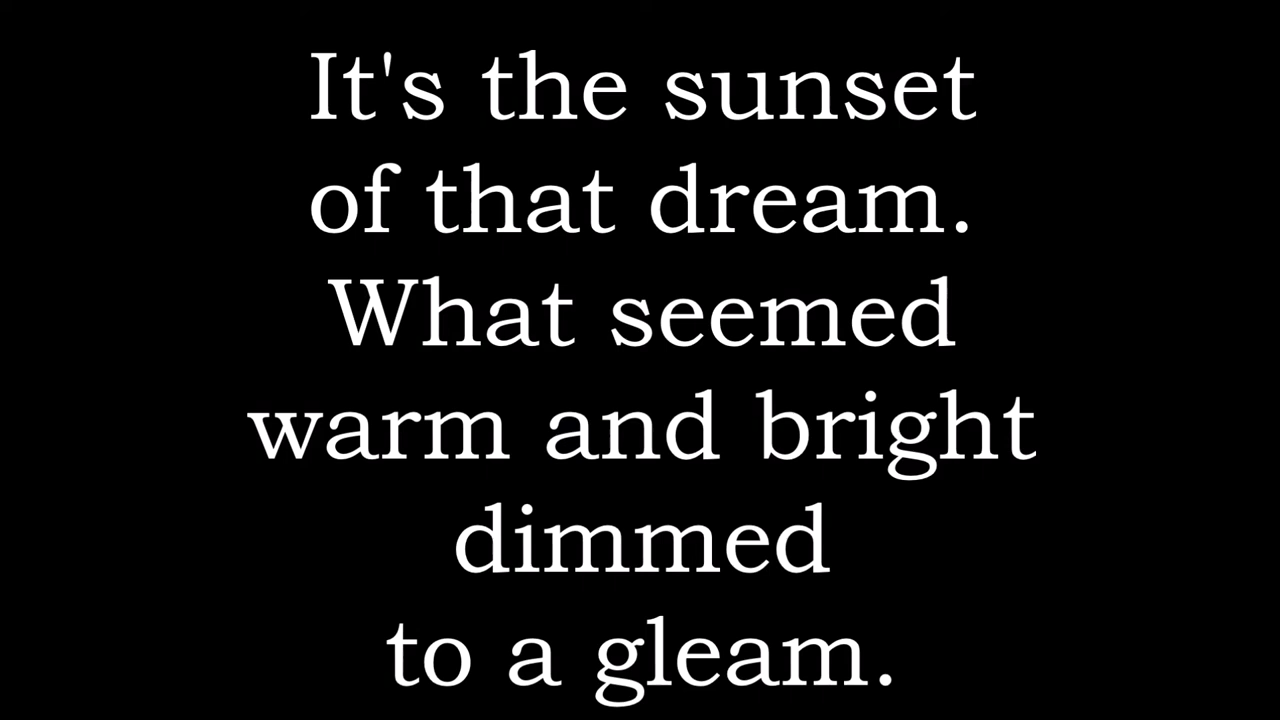 It's the sunset
of that dream.
What seemed
warm and bright
dimmed
to a gleam.